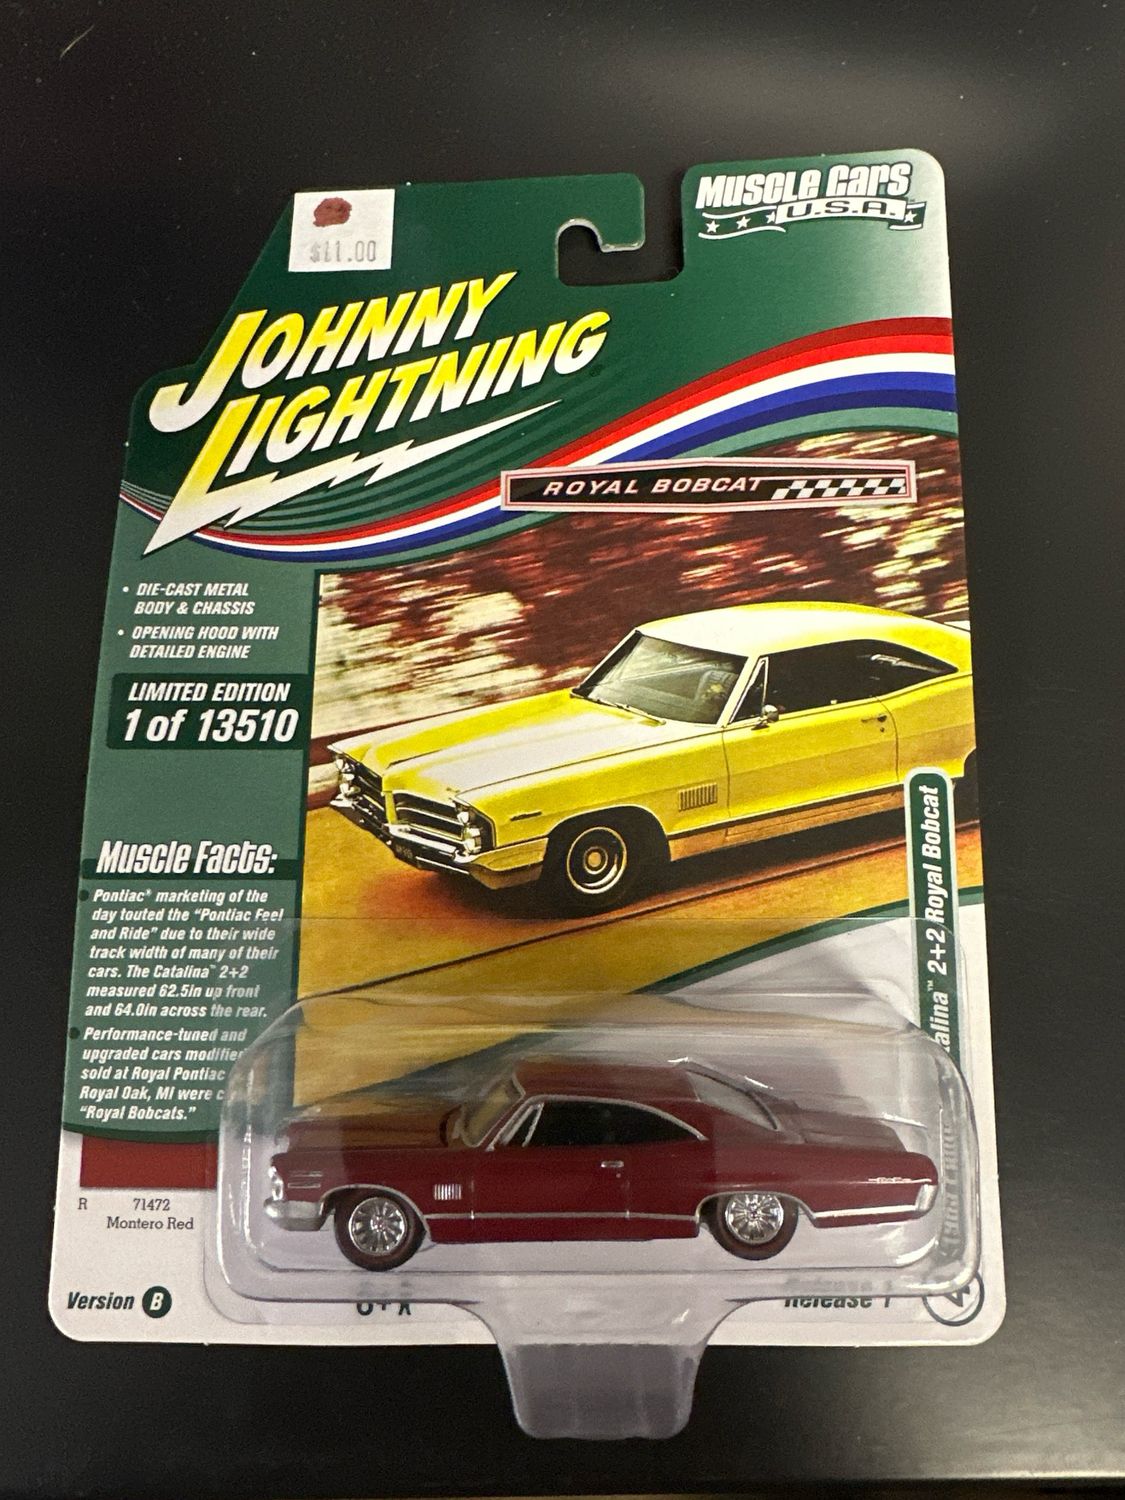 $11.00
MUSCLE CARS
U.S.A.
JOHNNY
LIGHTNING
ROYAL BOBCAT
• DIE-CAST METAL
BODY & CHASSIS
• OPENING HOOD WITH
DETAILED ENGINE
LIMITED EDITION
1 of 13510
Muscle Facts:
• Pontiac® marketing of the
day touted the "Pontiac Feel
and Ride" due to their wide
track width of many of their
cars. The Catalina™ 2+2
measured 62.5in up front
and 64.0in across the rear.
• Performance-tuned and
upgraded cars
sold at Royal Pontiac
Royal Oak, MI were
"Royal Bobcats."
2+2 Royal Bobcat
R 71472
Montero Red
Version B
Release 1